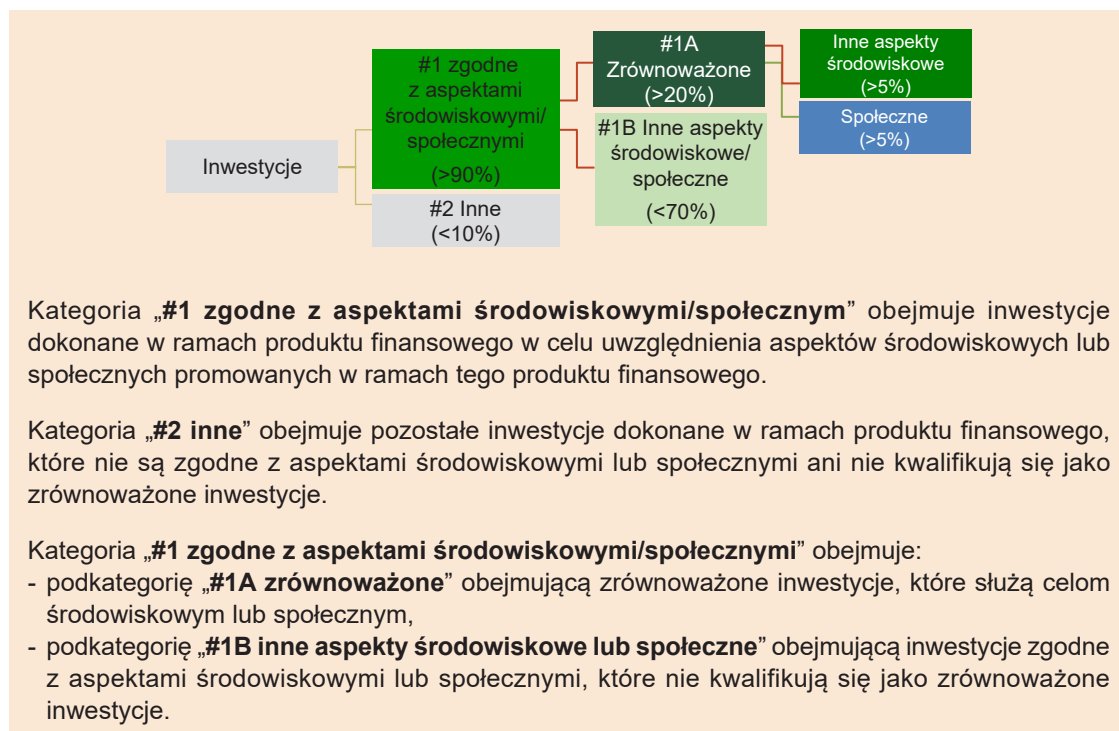 Inwestycje
#1 zgodne
z aspektami
środowiskowymi/
społecznymi
(>90%)
#2 Inne
(<10%)
#1A
Zrównoważone
(>20%)
#1B Inne aspekty
środowiskowe/
społeczne
(<70%)
Inne aspekty
środowiskowe
(>5%)
Społeczne
(>5%)
Kategoria „#1 zgodne z aspektami środowiskowymi/społecznym” obejmuje inwestycje
dokonane w ramach produktu finansowego w celu uwzględnienia aspektów środowiskowych lub
społecznych promowanych w ramach tego produktu finansowego.
Kategoria „#2 inne” obejmuje pozostałe inwestycje dokonane w ramach produktu finansowego,
które nie są zgodne z aspektami środowiskowymi lub społecznymi ani nie kwalifikują się jako
zrównoważone inwestycje.
Kategoria „#1 zgodne z aspektami środowiskowymi/społecznymi” obejmuje:
- podkategorię „#1A zrównoważone” obejmującą zrównoważone inwestycje, które służą celom
środowiskowym lub społecznym,
- podkategorię „#1B inne aspekty środowiskowe lub społeczne” obejmującą inwestycje zgodne
z aspektami środowiskowymi lub społecznymi, które nie kwalifikują się jako zrównoważone
inwestycje.